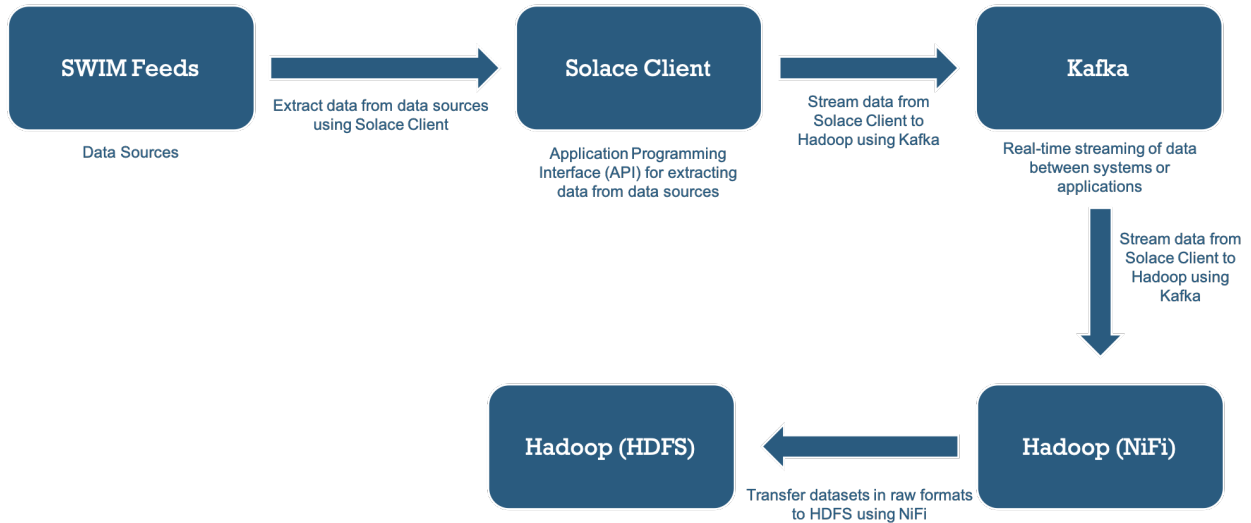 SWIM Feeds
Extract data from data sources
using Solace Client
Data Sources
Solace Client
Application Programming
Interface (API) for extracting
data from data sources
Stream data from
Solace Client to
Hadoop using Kafka
Kafka
Real-time streaming of data
between systems or
applications
Stream data from
Solace Client to
Hadoop using
Kafka
Hadoop (NiFi)
Transfer datasets in raw formats
to HDFS using NiFi
Hadoop (HDFS)